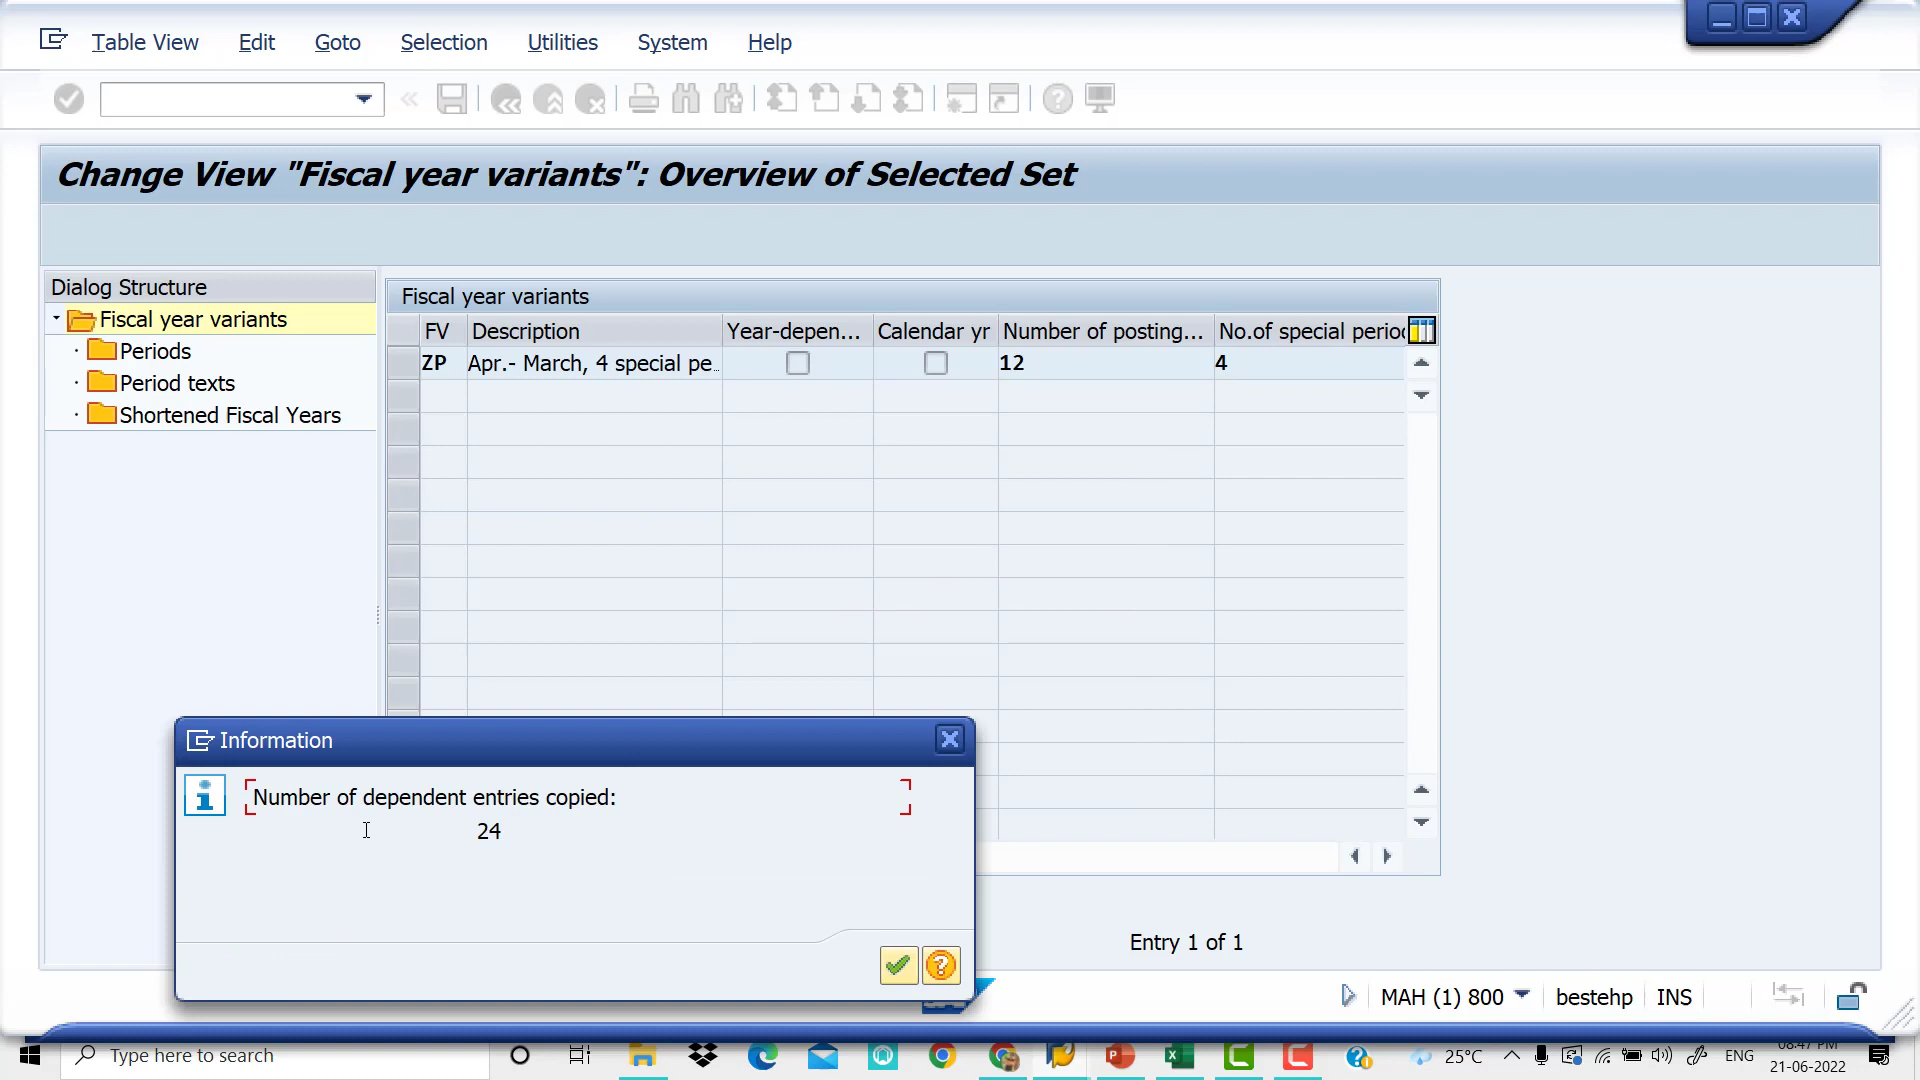 Table View Edit Goto Selection Utilities System Help
Change View "Fiscal year variants": Overview of Selected Set
Dialog Structure
Fiscal year variants
Periods
Period texts
Shortened Fiscal Years
Fiscal year variants
FV Description Year-depen... Calendar yr Number of posting... No.of special perio
ZP Apr.- March, 4 special pe.. 12 4
Information
Number of dependent entries copied:
24
Entry 1 of 1
MAH (1) 800 bestehp INS
Type here to search
25°C ENG
08:47 PM
21-06-2022